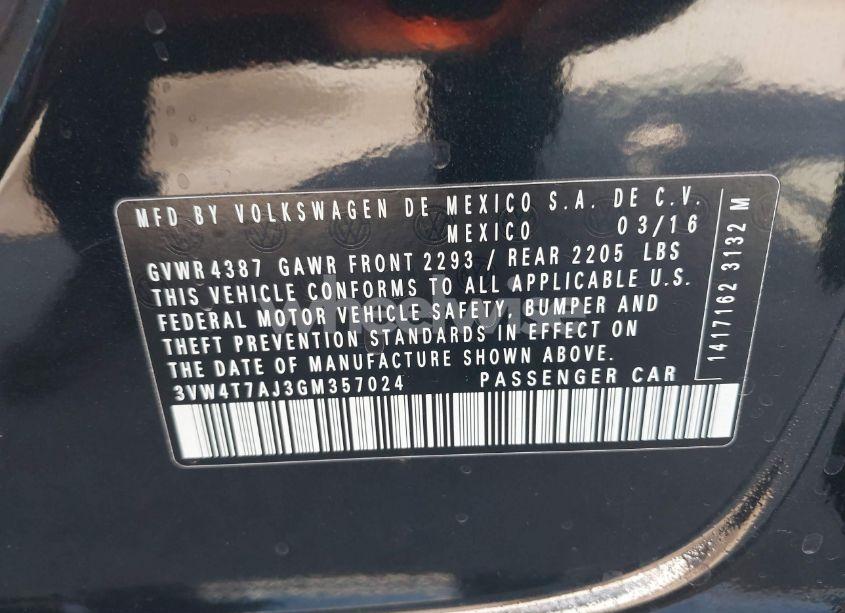 MFD BY VOLKSWAGEN DE MEXICO S.A. DE C.V.
MEXICO 03/16
GVWR 4387 GAWR FRONT 2293 / REAR 2205 LBS
THIS VEHICLE CONFORMS TO ALL APPLICABLE U.S.
FEDERAL MOTOR VEHICLE SAFETY, BUMPER AND
THEFT PREVENTION STANDARDS IN EFFECT ON
THE DATE OF MANUFACTURE SHOWN ABOVE.
3VW4T7AJ3GM357024 PASSENGER CAR
1417162 3132 M
wheelwise